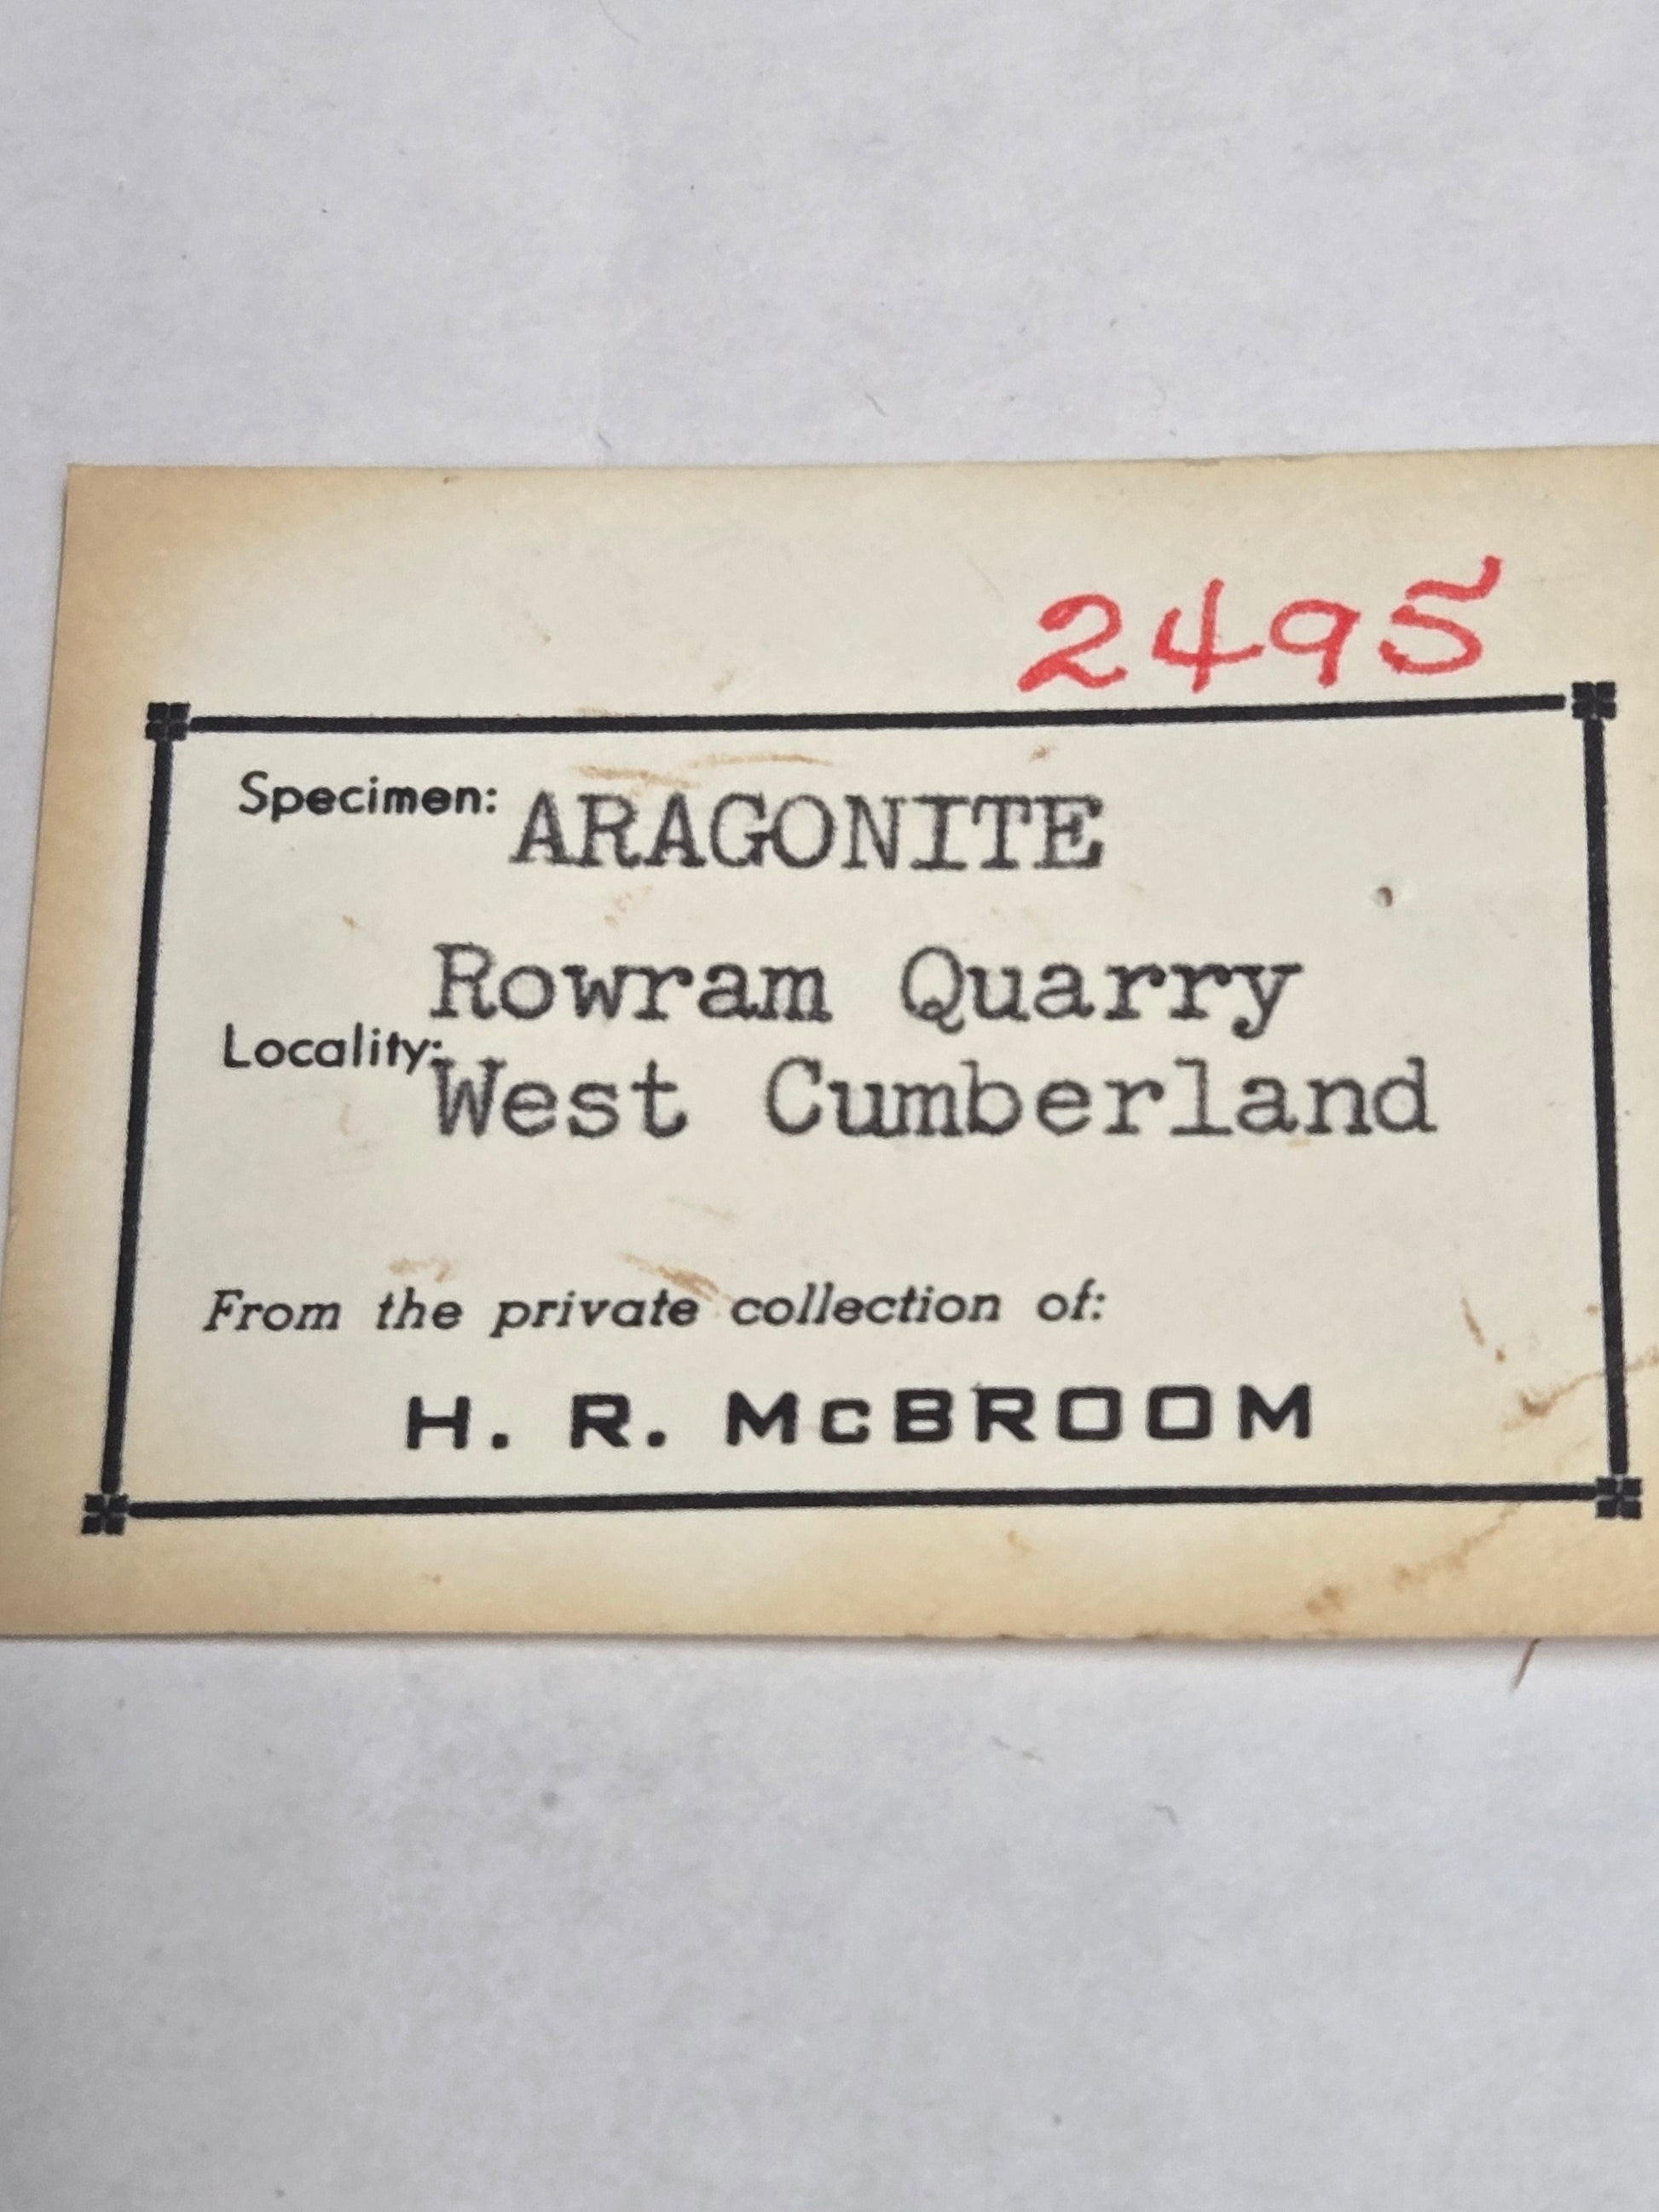 2495
Specimen: ARAGONITE
Rowram Quarry
Locality:
West Cumberland
From the private collection of:
H. R. McBROOM